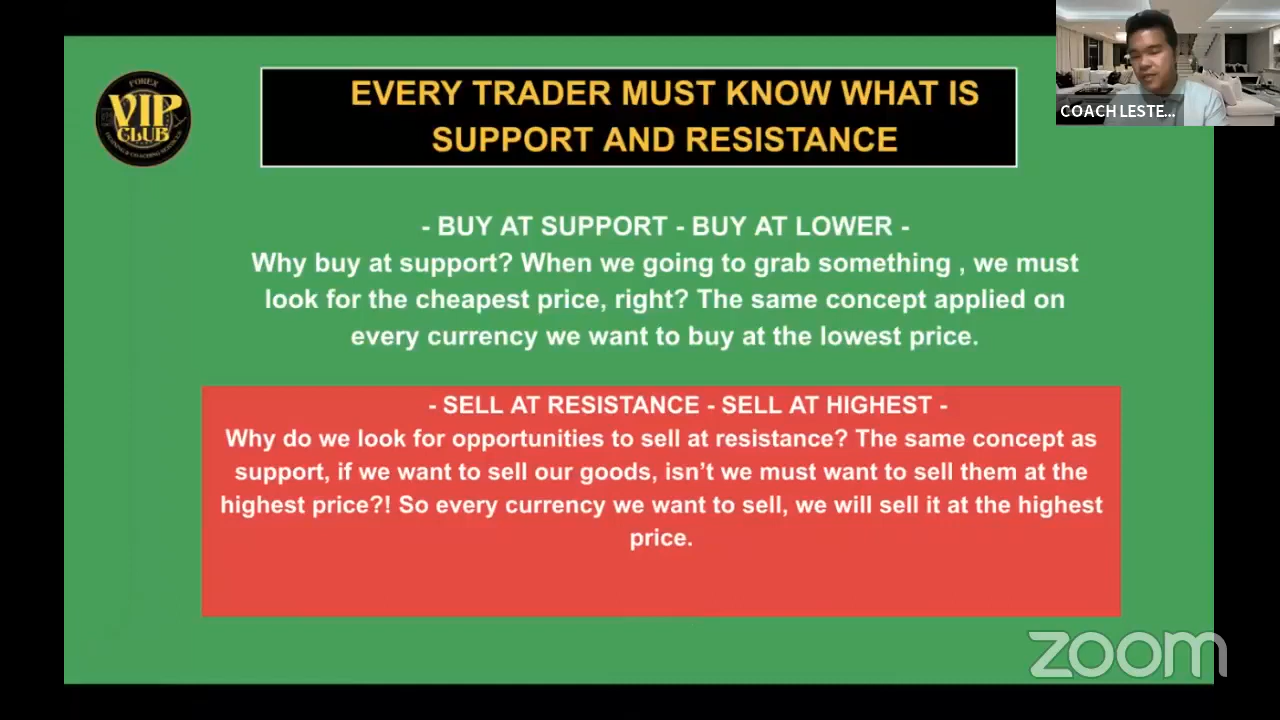 FOREX
VIP
CLUB
EVERY TRADER MUST KNOW WHAT IS
SUPPORT AND RESISTANCE
COACH LESTE...
- BUY AT SUPPORT - BUY AT LOWER -
Why buy at support? When we going to grab something , we must
look for the cheapest price, right? The same concept applied on
every currency we want to buy at the lowest price.
- SELL AT RESISTANCE - SELL AT HIGHEST -
Why do we look for opportunities to sell at resistance? The same concept as
support, if we want to sell our goods, isn’t we must want to sell them at the
highest price?! So every currency we want to sell, we will sell it at the highest
price.
zoom